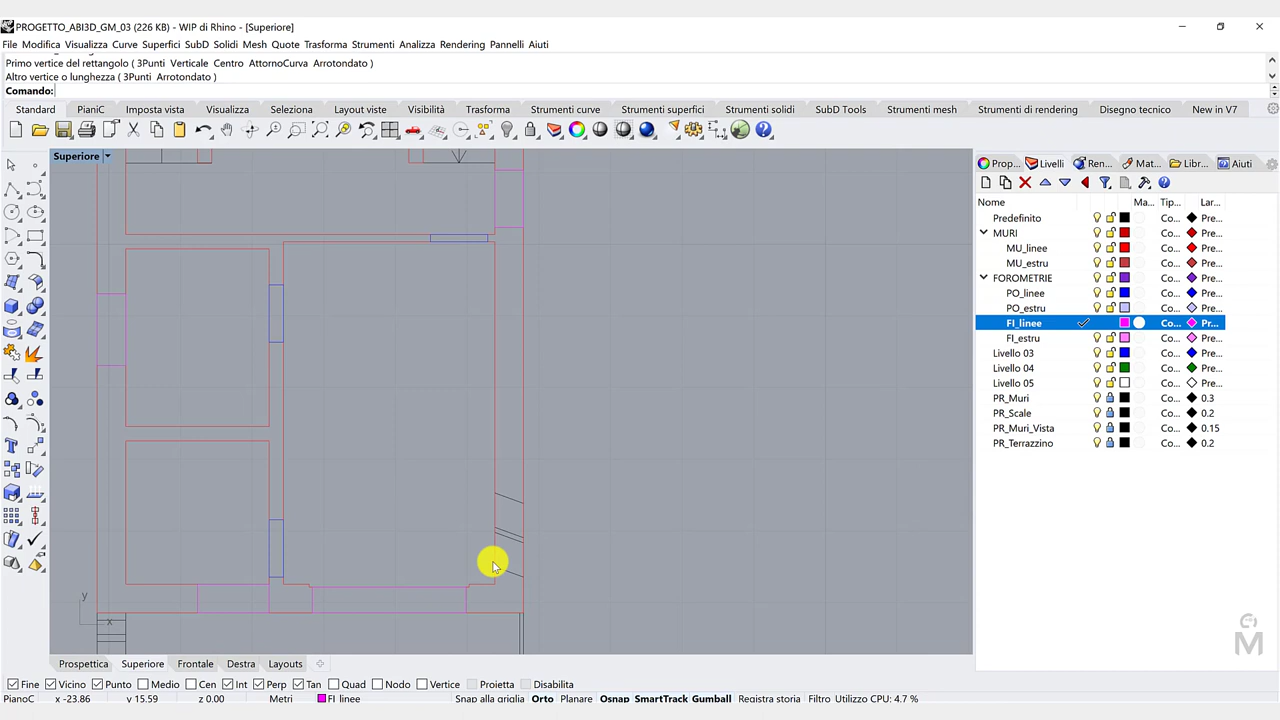 PROGETTO_ABI3D_GM_03 (226 KB) - WIP di Rhino - [Superiore]
File Modifica Visualizza Curve Superfici SubD Solidi Mesh Quote Trasforma Strumenti Analizza Rendering Pannelli Aiuti
Primo vertice del rettangolo ( 3Punti Verticale Centro AttornoCurva Arrotondato )
Altro vertice o lunghezza ( 3Punti Arrotondato )
Comando:
Standard PianiC Imposta vista Visualizza Seleziona Layout viste Visibilità Trasforma Strumenti curve Strumenti superfici Strumenti solidi SubD Tools Strumenti mesh Strumenti di rendering Disegno tecnico New in V7
Superiore
Prop... Livelli Ren... Mat... Libr... Aiuti
Nome Ma... Tip... Lar...
Predefinito Co... Pre...
MURI Co... Pre...
MU_linee Co... Pre...
MU_estru Co... Pre...
FOROMETRIE Co... Pre...
PO_linee Co... Pre...
PO_estru Co... Pre...
FI_linee Co... Pr...
FI_estru Co... Pre...
Livello 03 Co... Pre...
Livello 04 Co... Pre...
Livello 05 Co... Pre...
PR_Muri Co... 0.3
PR_Scale Co... 0.2
PR_Muri_Vista Co... 0.15
PR_Terrazzino Co... 0.2
y
x
M
Prospettica Superiore Frontale Destra Layouts
Fine Vicino Punto Medio Cen Int Perp Tan Quad Nodo Vertice Proietta Disabilita
PianoC x -23.86 y 15.59 z 0.00 Metri FI_linee Snap alla griglia Orto Planare Osnap SmartTrack Gumball Registra storia Filtro Utilizzo CPU: 4.7 %